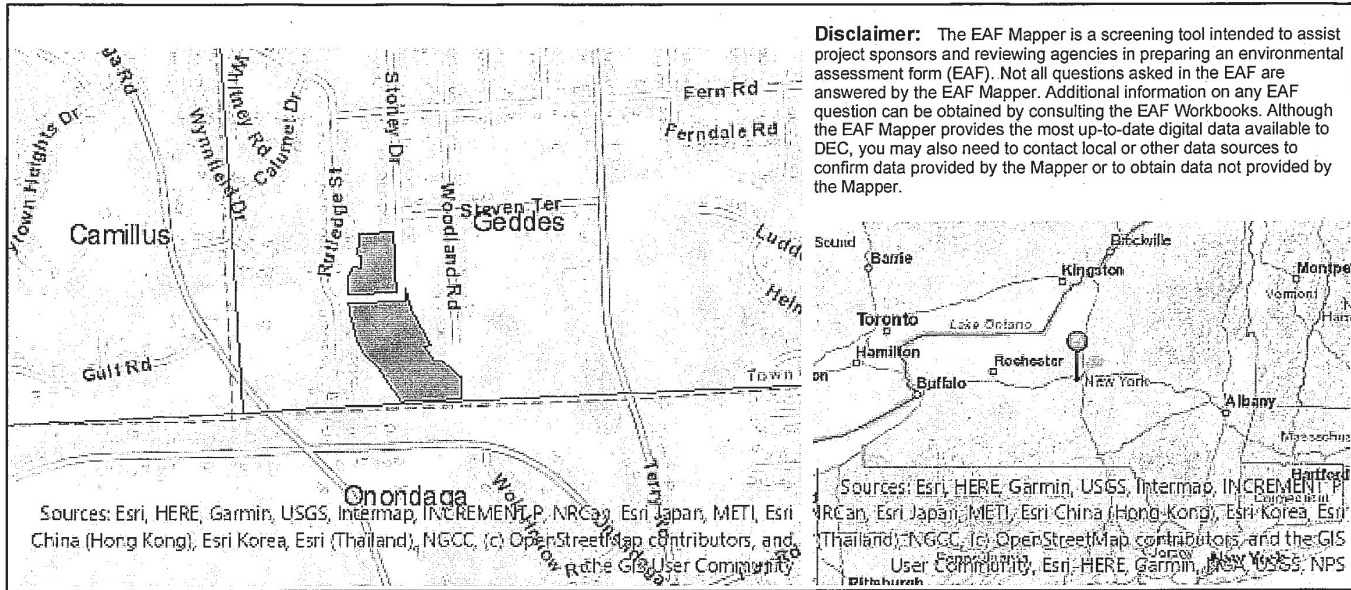 Disclaimer: The EAF Mapper is a screening tool intended to assist
project sponsors and reviewing agencies in preparing an environmental
assessment form (EAF). Not all questions asked in the EAF are
answered by the EAF Mapper. Additional information on any EAF
question can be obtained by consulting the EAF Workbooks. Although
the EAF Mapper provides the most up-to-date digital data available to
DEC, you may also need to contact local or other data sources to
confirm data provided by the Mapper or to obtain data not provided by
the Mapper.
Stoney Dr
Fern Rd
Ferndale Rd
Wynnfield Dr
Calumet Dr
Rutledge St
Woodland Rd
Steven Ter
Geddes
Camillus
Gulf Rd
Town
Onondaga
Terry Rd
Sources: Esri, HERE, Garmin, USGS, Intermap, INCREMENT P, NRCan, Esri Japan, METI, Esri
China (Hong Kong), Esri Korea, Esri (Thailand), NGCC, (c) OpenStreetMap contributors, and
the GIS User Community
Sound
Barrie
Brockville
Kingston
Vermont
Toronto
Lake Ontario
Hamilton
Rochester
Buffalo
New York
Albany
Hartford
Sources: Esri, HERE, Garmin, USGS, Intermap, INCREMENT P,
NRCan, Esri Japan, METI, Esri China (Hong Kong), Esri Korea, Esri
(Thailand), NGCC, (c) OpenStreetMap contributors, and the GIS
User Community, Esri, HERE, Garmin, USGS, NPS
Pittsburgh